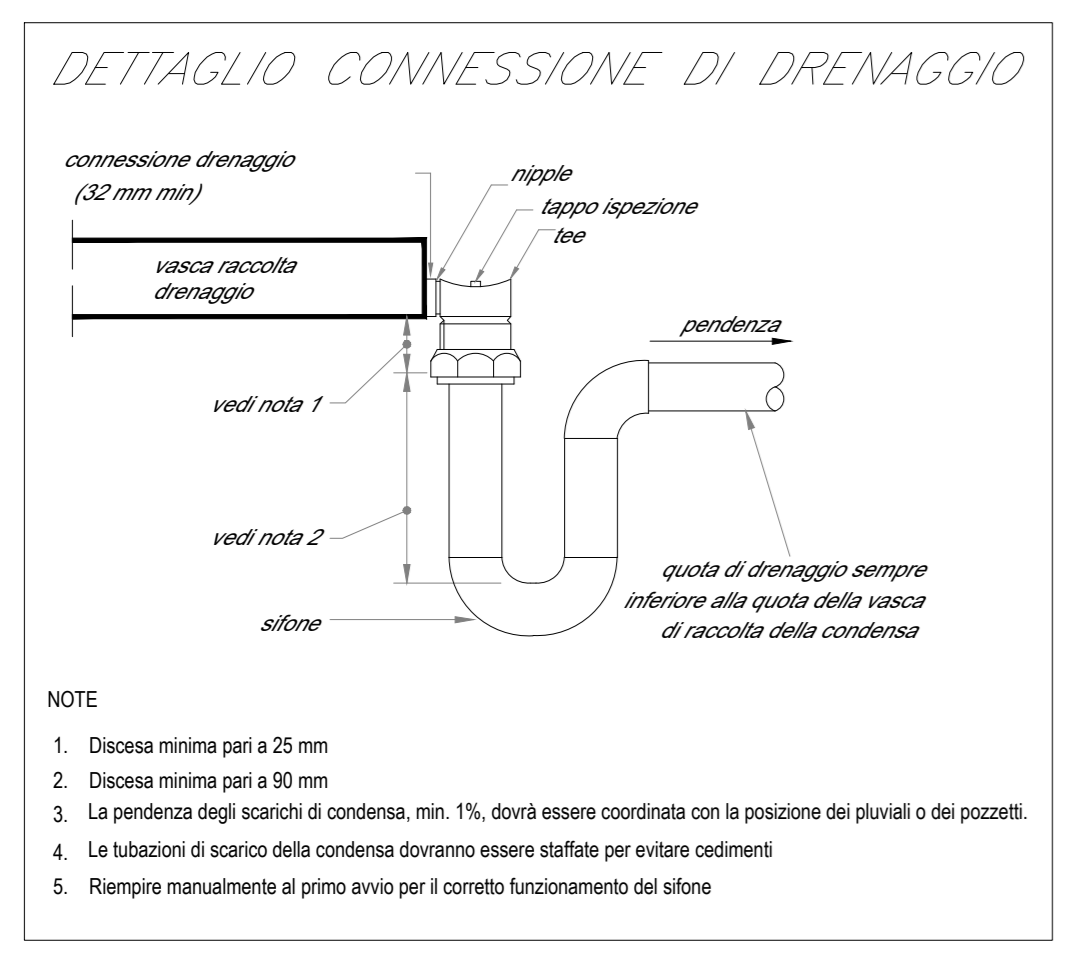 DETTAGLIO CONNESSIONE DI DRENAGGIO
connessione drenaggio
(32 mm min)
nipple
tappo ispezione
tee
vasca raccolta
drenaggio
pendenza
vedi nota 1
vedi nota 2
quota di drenaggio sempre
inferiore alla quota della vasca
di raccolta della condensa
sifone
NOTE
1. Discesa minima pari a 25 mm
2. Discesa minima pari a 90 mm
3. La pendenza degli scarichi di condensa, min. 1%, dovrà essere coordinata con la posizione dei pluviali o dei pozzetti.
4. Le tubazioni di scarico della condensa dovranno essere staffate per evitare cedimenti
5. Riempire manualmente al primo avvio per il corretto funzionamento del sifone